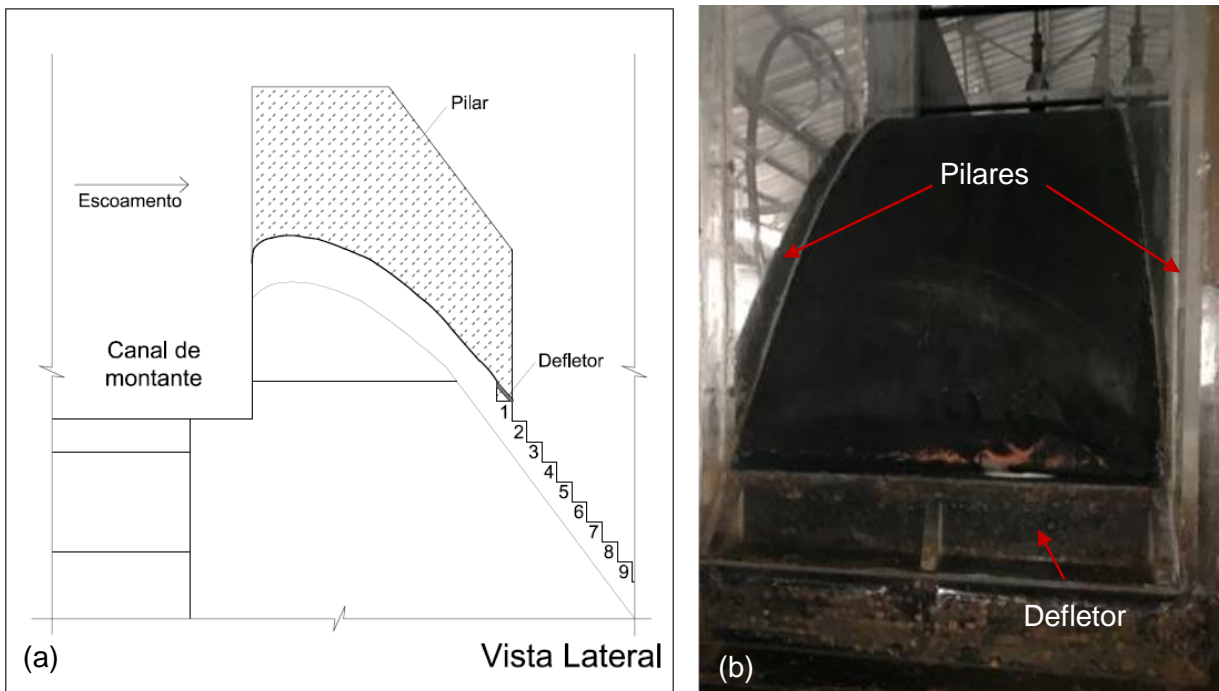 Pilar
Escoamento
Canal de
montante
Defletor
1
2
3
4
5
6
7
8
9
(a)
Vista Lateral
Pilares
Defletor
(b)